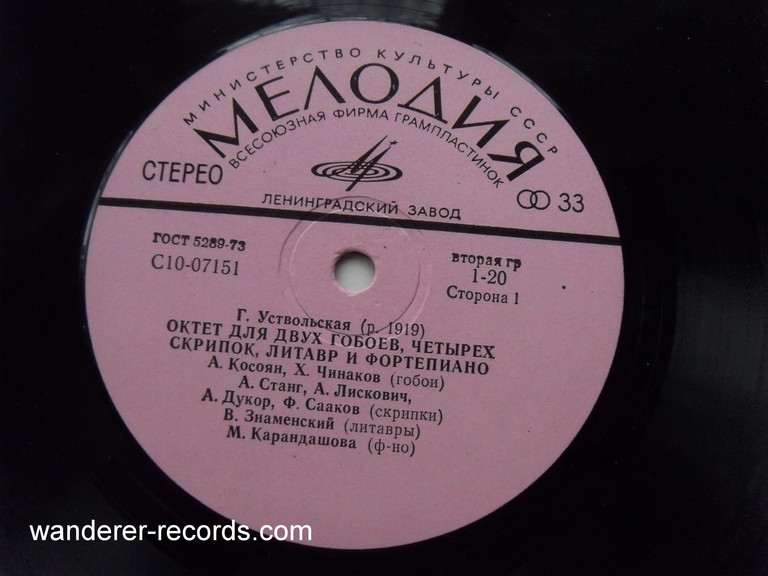 МИНИСТЕРСТВО КУЛЬТУРЫ СССР
МЕЛОДИЯ
ВСЕСОЮЗНАЯ ФИРМА ГРАМПЛАСТИНОК
СТЕРЕО
33
ЛЕНИНГРАДСКИЙ ЗАВОД
ГОСТ 5289-73
вторая гр
С10-07151
1-20
Сторона 1
Г. Уствольская (р. 1919)
ОКТЕТ ДЛЯ ДВУХ ГОБОЕВ, ЧЕТЫРЕХ
СКРИПОК, ЛИТАВР И ФОРТЕПИАНО
А. Косоян, Х. Чинаков (гобои)
А. Станг, А. Лискович,
А. Дукор, Ф. Сааков (скрипки)
В. Знаменский (литавры)
М. Карандашова (ф-но)
wanderer-records.com